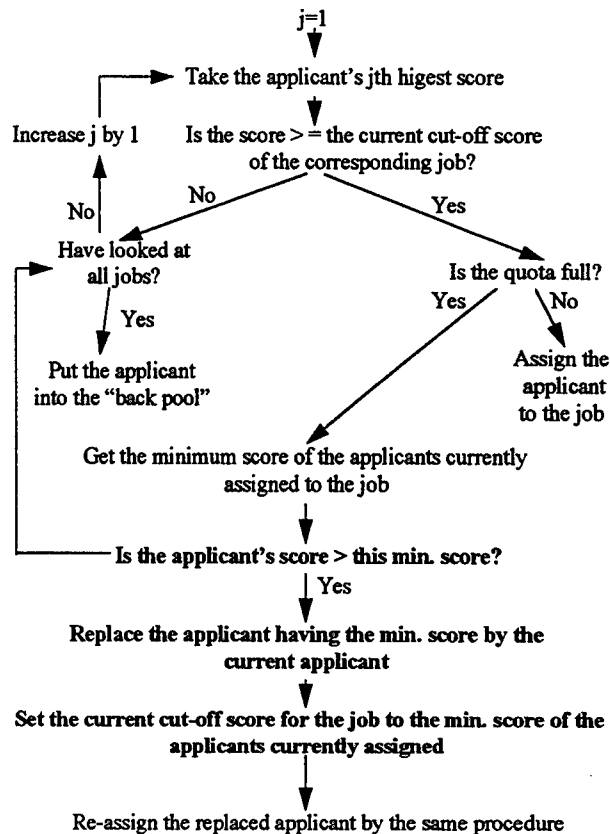 j=1
Take the applicant's jth higest score
Increase j by 1
Is the score > = the current cut-off score
of the corresponding job?
No
No
Yes
Have looked at
all jobs?
Is the quota full?
Yes
Yes
No
Put the applicant
into the "back pool"
Assign the
applicant
to the job
Get the minimum score of the applicants currently
assigned to the job
Is the applicant's score > this min. score?
Yes
Replace the applicant having the min. score by the
current applicant
Set the current cut-off score for the job to the min. score of the
applicants currently assigned
Re-assign the replaced applicant by the same procedure